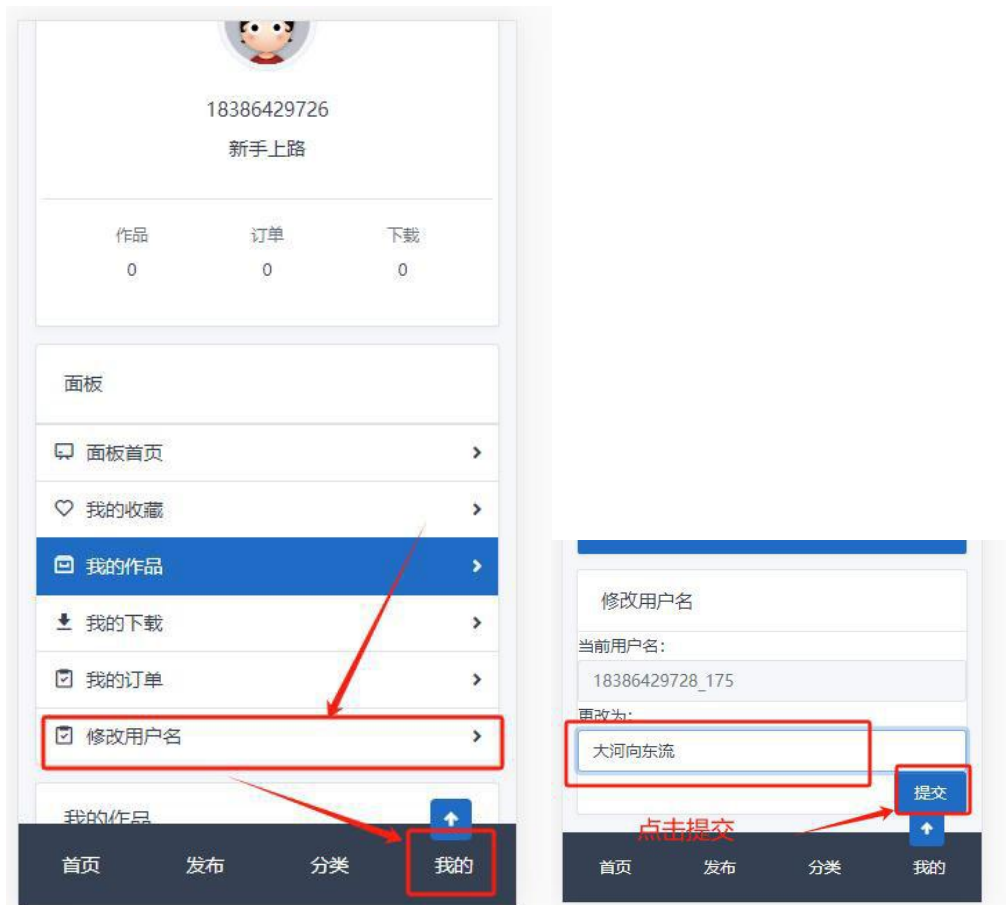 18386429726
新手上路
作品 订单 下载
0 0 0
面板
面板首页
我的收藏
我的作品
我的下载
我的订单
修改用户名
我的作品
首页 发布 分类 我的
修改用户名
当前用户名：
18386429728_175
更改为：
大河向东流
提交
点击提交
首页 发布 分类 我的